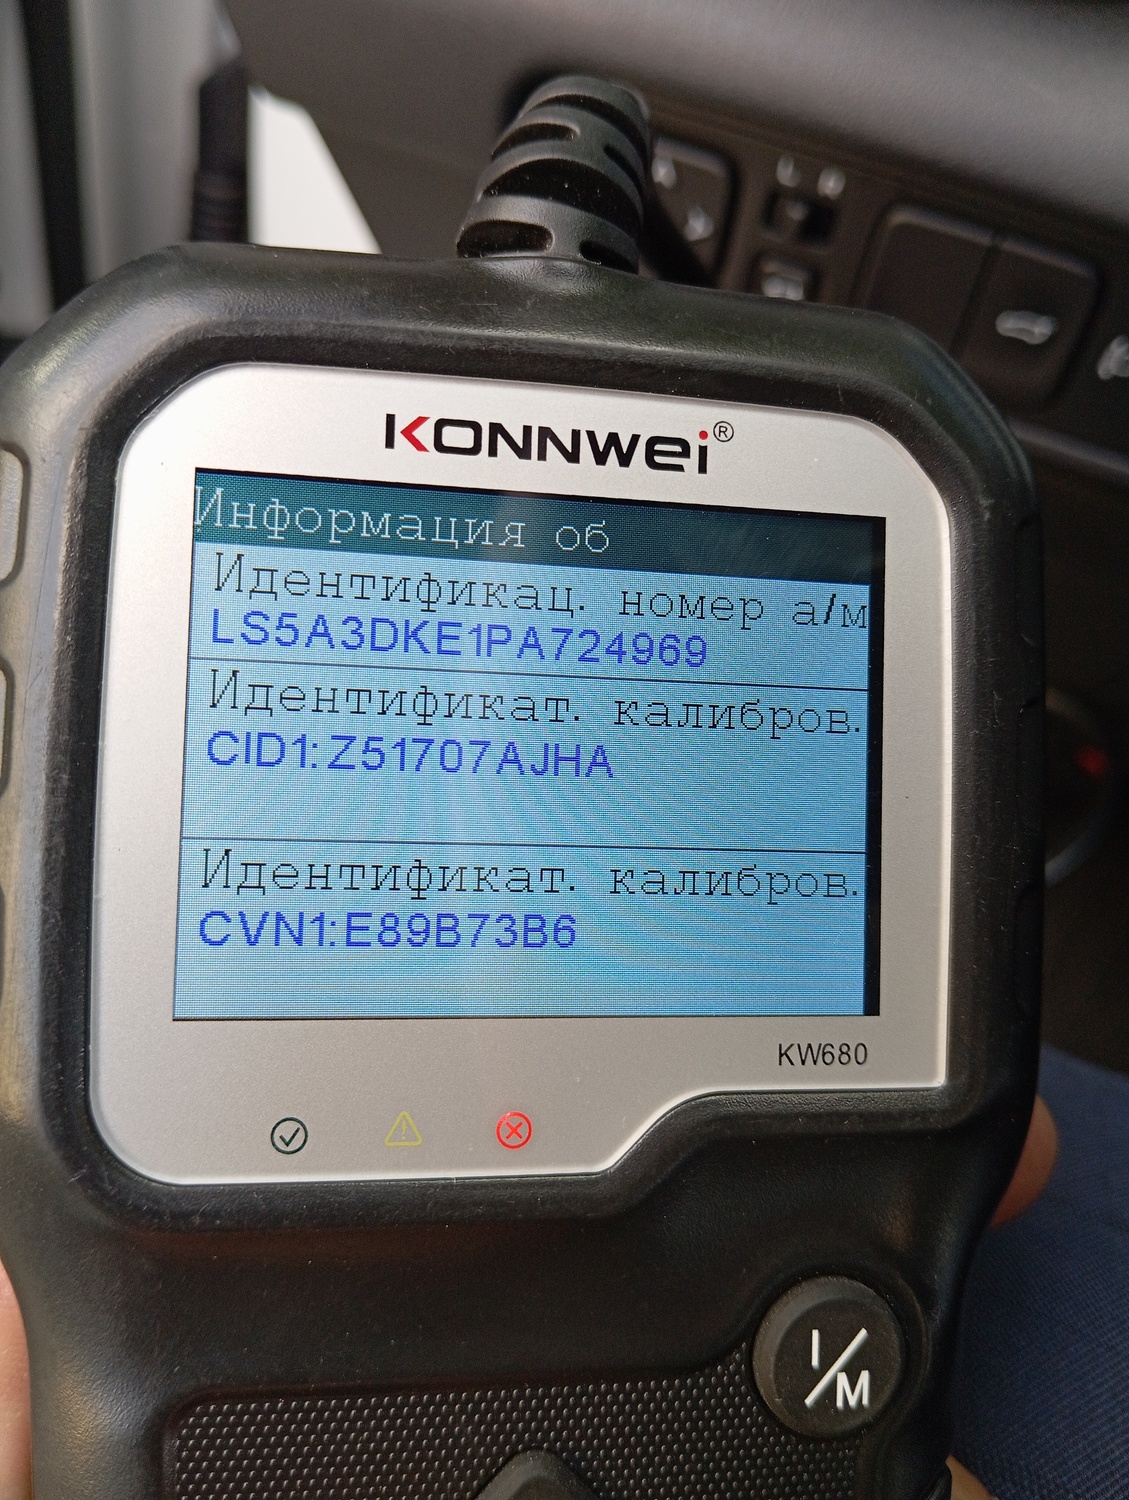 KONNWEI®
Информация об
Идентификац. номер а/м
LS5A3DKE1PA724969
Идентификат. калибров.
CID1:Z51707AJHA
Идентификат. калибров.
CVN1:E89B73B6
KW680
I/M